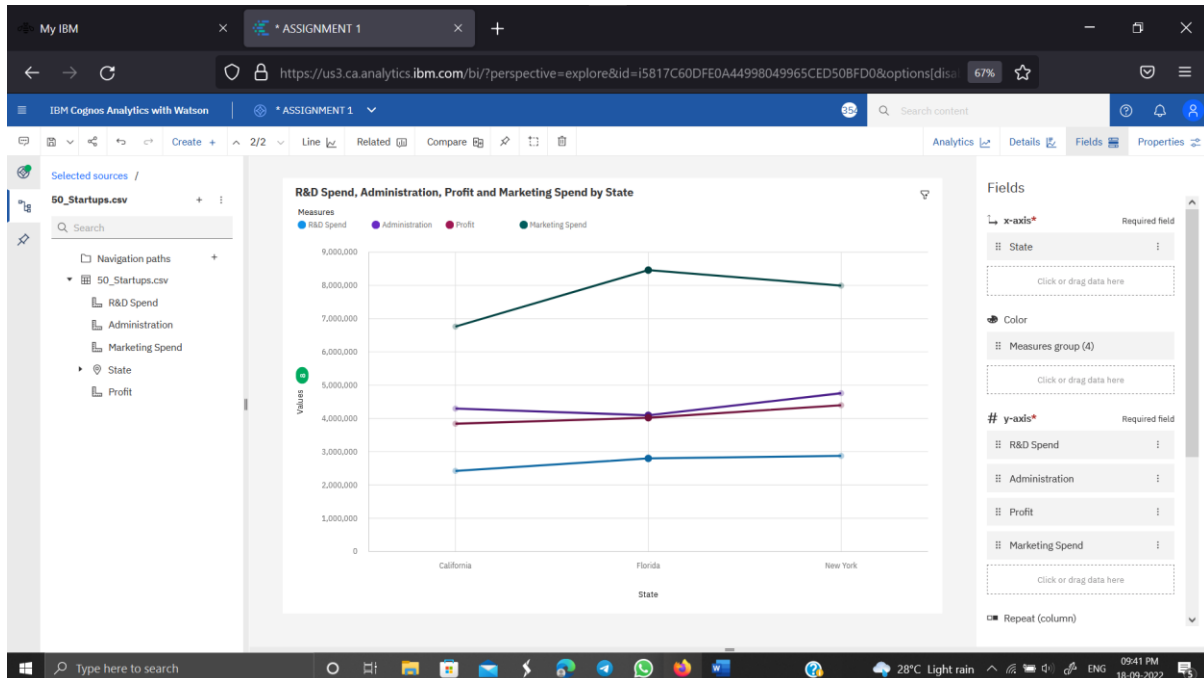 My IBM
* ASSIGNMENT 1
https://us3.ca.analytics.ibm.com/bi/?perspective=explore&id=i5817C60DFE0A44998049965CED50BFD0&options[disa
67%
IBM Cognos Analytics with Watson
* ASSIGNMENT 1
Search content
Create +
2/2
Line
Related
Compare
Analytics
Details
Fields
Properties
Selected sources /
50_Startups.csv
Search
Navigation paths
50_Startups.csv
R&D Spend
Administration
Marketing Spend
State
Profit
R&D Spend, Administration, Profit and Marketing Spend by State
Measures
R&D Spend Administration Profit Marketing Spend
9,000,000
8,000,000
7,000,000
6,000,000
5,000,000
4,000,000
3,000,000
2,000,000
1,000,000
0
Values
8
California Florida New York
State
Fields
x-axis* Required field
State
Click or drag data here
Color
Measures group (4)
Click or drag data here
# y-axis* Required field
R&D Spend
Administration
Profit
Marketing Spend
Click or drag data here
Repeat (column)
Type here to search
28°C Light rain
ENG
09:41 PM
18-09-2022
5